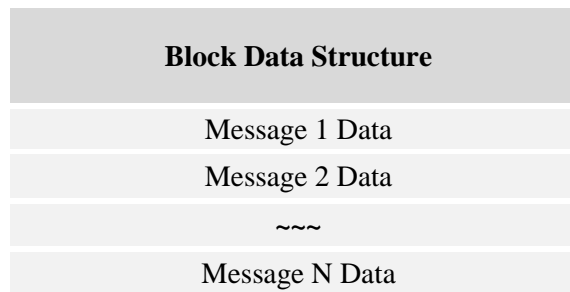 Block Data Structure
Message 1 Data
Message 2 Data
~~~
Message N Data